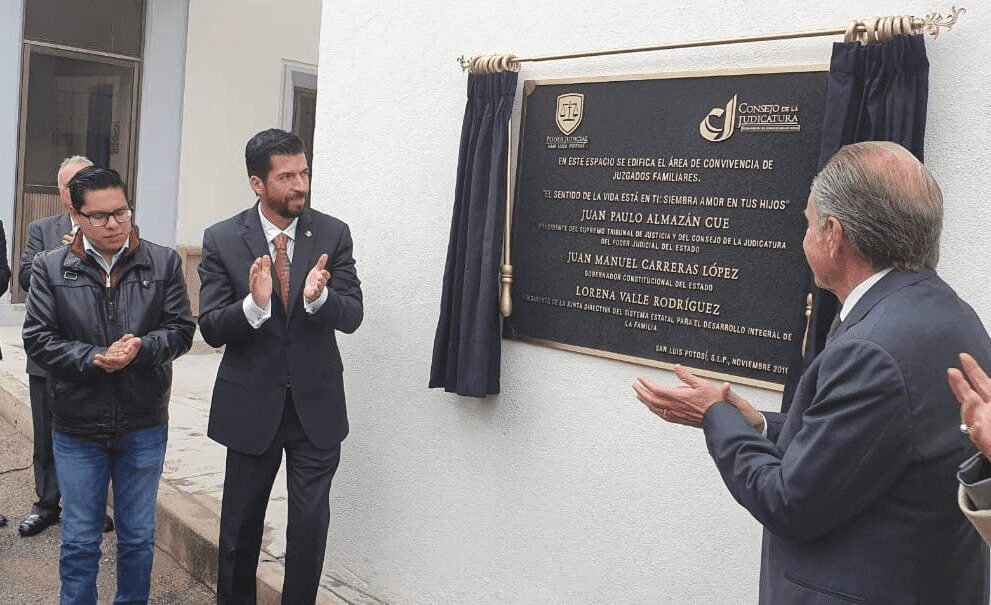 PODER JUDICIAL
SAN LUIS POTOSÍ
CONSEJO DE LA
JUDICATURA
EN ESTE ESPACIO SE EDIFICA EL ÁREA DE CONVIVENCIA DE
JUZGADOS FAMILIARES.
"EL SENTIDO DE LA VIDA ESTÁ EN TI: SIEMBRA AMOR EN TUS HIJOS"
JUAN PAULO ALMAZÁN CUE
PRESIDENTE DEL SUPREMO TRIBUNAL DE JUSTICIA Y DEL CONSEJO DE LA JUDICATURA
DEL PODER JUDICIAL DEL ESTADO
JUAN MANUEL CARRERAS LÓPEZ
GOBERNADOR CONSTITUCIONAL DEL ESTADO
LORENA VALLE RODRÍGUEZ
PRESIDENTE DE LA JUNTA DIRECTIVA DEL SISTEMA ESTATAL PARA EL DESARROLLO INTEGRAL DE
LA FAMILIA
SAN LUIS POTOSÍ, S.L.P., NOVIEMBRE